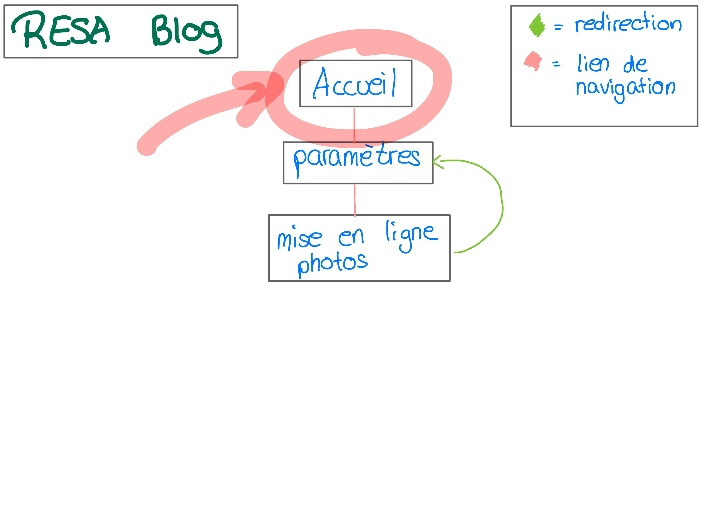 RESA Blog
= redirection
= lien de
navigation
Accueil
paramètres
mise en ligne
photos